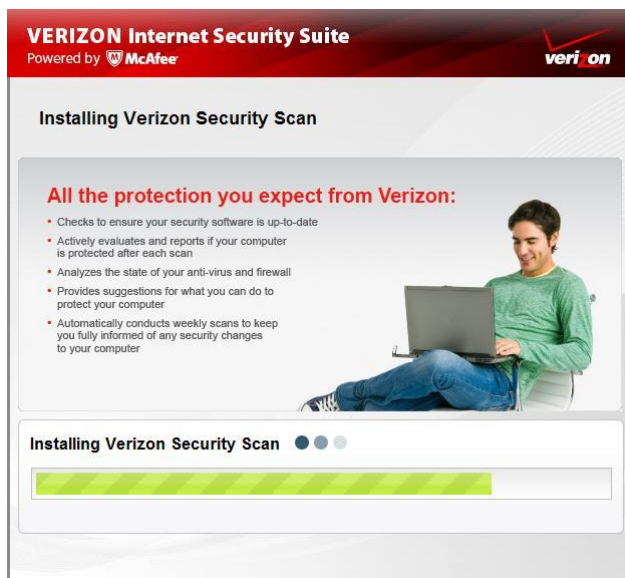 VERIZON Internet Security Suite
Powered by McAfee
verizon
Installing Verizon Security Scan
All the protection you expect from Verizon:
• Checks to ensure your security software is up-to-date
• Actively evaluates and reports if your computer
is protected after each scan
• Analyzes the state of your anti-virus and firewall
• Provides suggestions for what you can do to
protect your computer
• Automatically conducts weekly scans to keep
you fully informed of any security changes
to your computer
Installing Verizon Security Scan